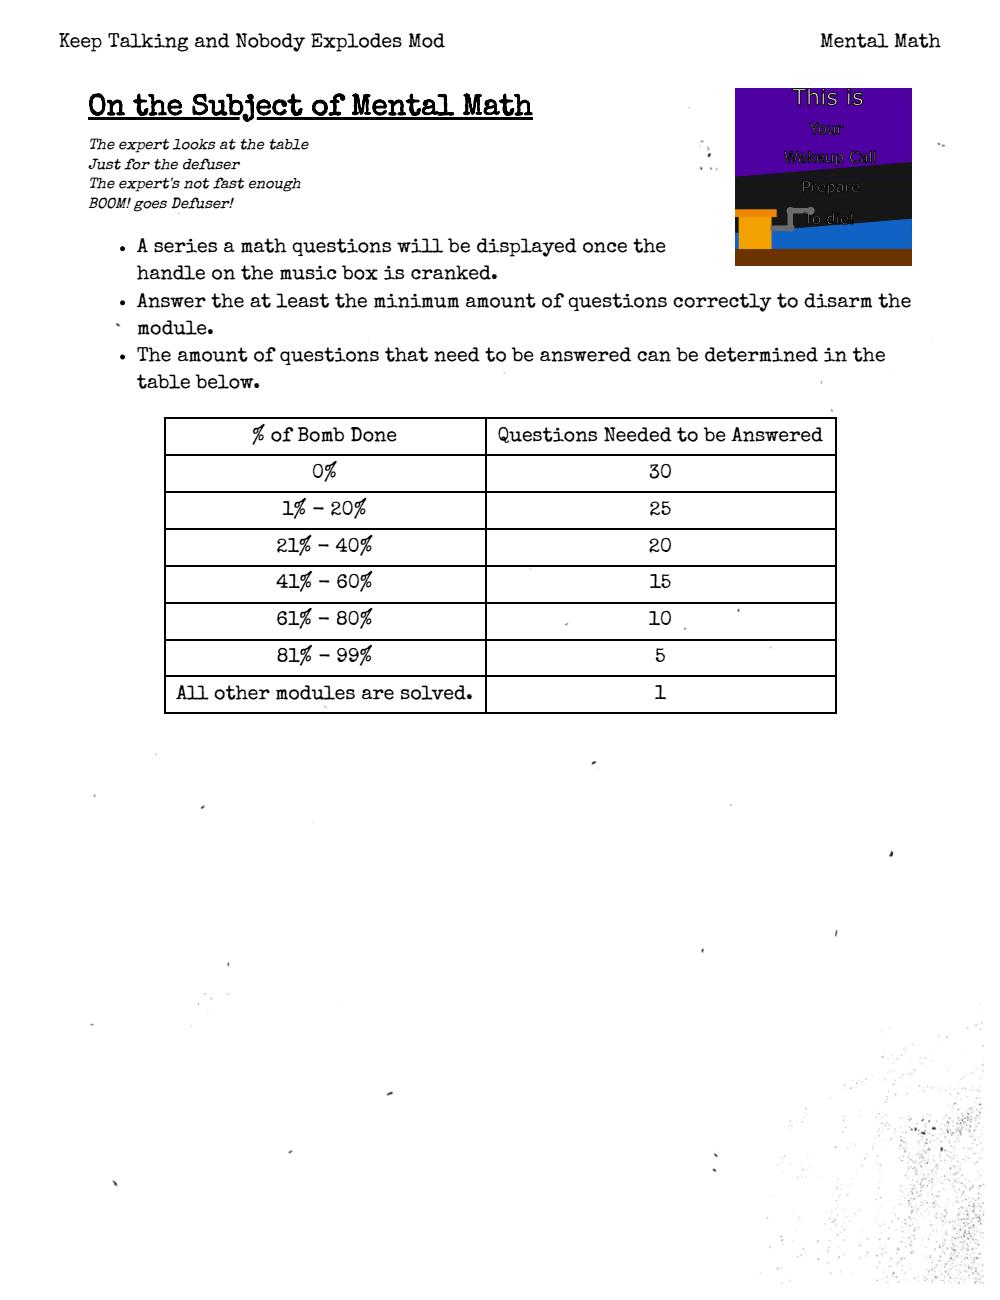 Keep Talking and Nobody Explodes Mod
Mental Math
On the Subject of Mental Math
The expert looks at the table
Just for the defuser
The expert's not fast enough
BOOM! goes Defuser!
This is
Your
Wakeup Call
Prepare
To die!
• A series a math questions will be displayed once the
handle on the music box is cranked.
• Answer the at least the minimum amount of questions correctly to disarm the
module.
• The amount of questions that need to be answered can be determined in the
table below.
% of Bomb Done Questions Needed to be Answered
0% 30
1% – 20% 25
21% – 40% 20
41% – 60% 15
61% – 80% 10
81% – 99% 5
All other modules are solved. 1